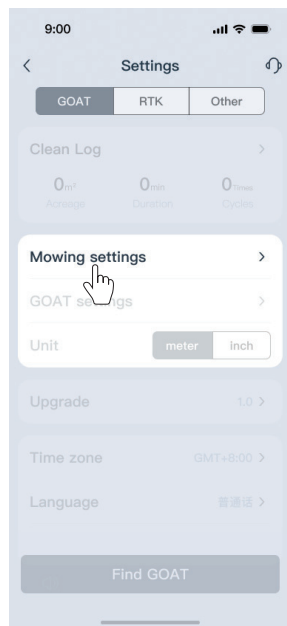 9:00
Settings
GOAT RTK Other
Clean Log
0m² 0min 0Times
Acreage Duration Cycles
Mowing settings
GOAT settings
Unit meter inch
Upgrade 1.0
Time zone GMT+8:00
Language 普通话
Find GOAT